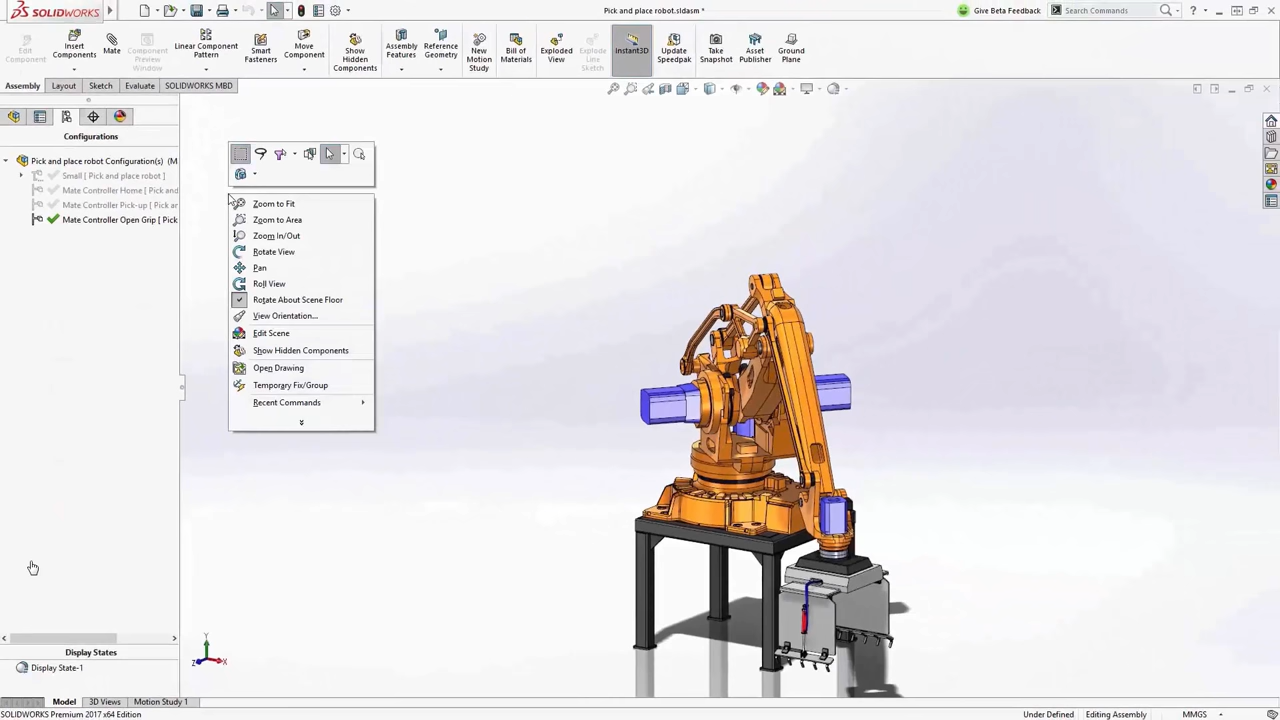 SOLIDWORKS
Pick and place robot.sldasm *
Give Beta Feedback
Search Commands
Edit Component
Insert Components
Mate
Component Preview Window
Linear Component Pattern
Smart Fasteners
Move Component
Show Hidden Components
Assembly Features
Reference Geometry
New Motion Study
Bill of Materials
Exploded View
Explode Line Sketch
Instant3D
Update Speedpak
Take Snapshot
Asset Publisher
Ground Plane
Assembly
Layout
Sketch
Evaluate
SOLIDWORKS MBD
Configurations
Pick and place robot Configuration(s) (M
Small [ Pick and place robot ]
Mate Controller Home [ Pick and
Mate Controller Pick-up [ Pick ar
Mate Controller Open Grip [ Pick
Zoom to Fit
Zoom to Area
Zoom In/Out
Rotate View
Pan
Roll View
Rotate About Scene Floor
View Orientation...
Edit Scene
Show Hidden Components
Open Drawing
Temporary Fix/Group
Recent Commands
Y
Z
X
Display States
Display State-1
Model
3D Views
Motion Study 1
SOLIDWORKS Premium 2017 x64 Edition
Under Defined
Editing Assembly
MMGS